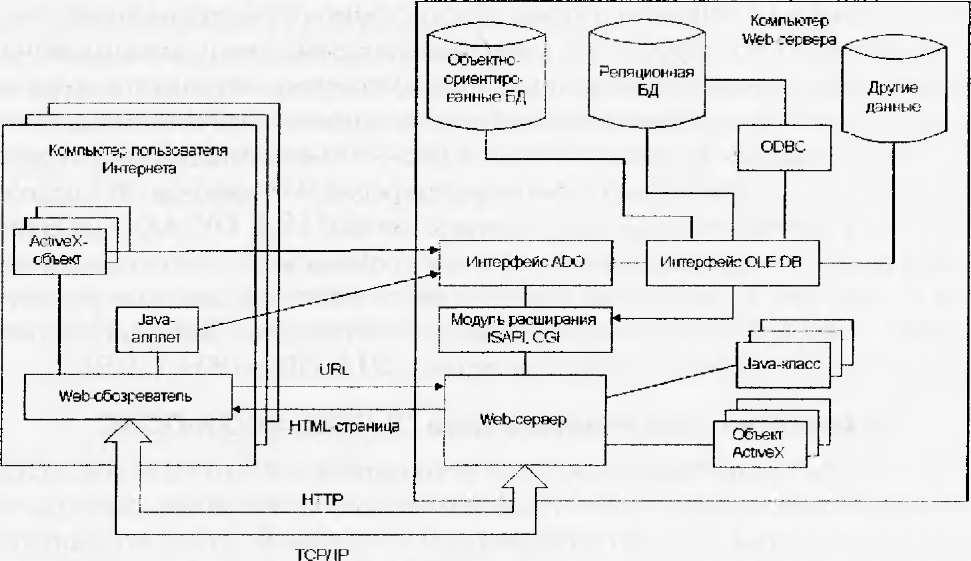 Компьютер
Web-сервера
Объектно-
ориентиро-
ванные БД
Реляционная
БД
Другие
данные
ODBC
Компьютер пользователя
Интернета
ActiveX-
объект
Интерфейс ADO
Интерфейс OLE DB
Java-
апплет
Модуль расширения
ISAPI, CGI
URL
Java-класс
Web-обозреватель
Web-сервер
HTML-страница
Объект
ActiveX
HTTP
TCP/IP